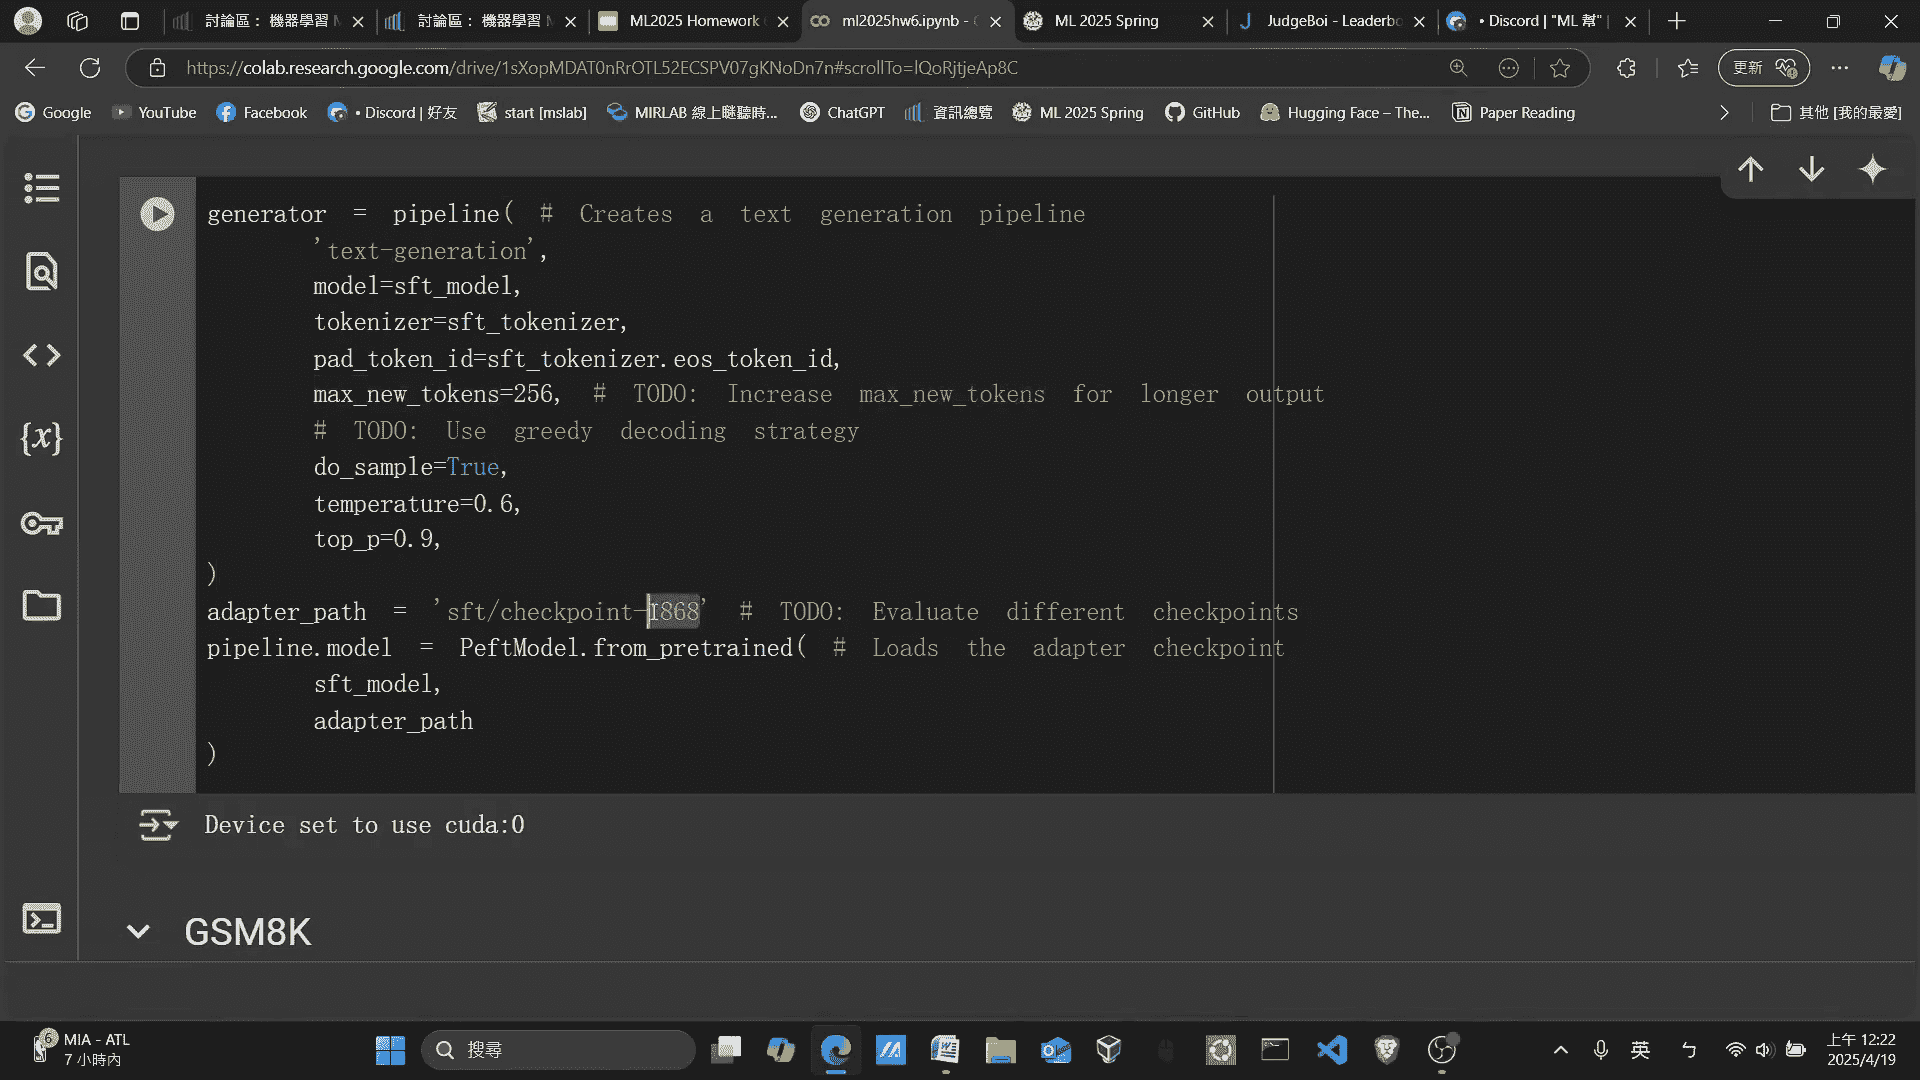 討論區： 機器學習 M
討論區： 機器學習 M
ML2025 Homework
ml2025hw6.ipynb - C
ML 2025 Spring
JudgeBoi - Leaderbo
• Discord | "ML 幫" |
https://colab.research.google.com/drive/1sXopMDAT0nRrOTL52ECSPV07gKNoDn7n#scrollTo=lQoRjtjeAp8C
更新
Google
YouTube
Facebook
• Discord | 好友
start [mslab]
MIRLAB 線上瞇聽時...
ChatGPT
資訊總覽
ML 2025 Spring
GitHub
Hugging Face – The...
Paper Reading
其他 [我的最愛]
generator = pipeline( # Creates a text generation pipeline
'text-generation',
model=sft_model,
tokenizer=sft_tokenizer,
pad_token_id=sft_tokenizer.eos_token_id,
max_new_tokens=256, # TODO: Increase max_new_tokens for longer output
# TODO: Use greedy decoding strategy
do_sample=True,
temperature=0.6,
top_p=0.9,
)
adapter_path = 'sft/checkpoint-1868' # TODO: Evaluate different checkpoints
pipeline.model = PeftModel.from_pretrained( # Loads the adapter checkpoint
sft_model,
adapter_path
)
Device set to use cuda:0
GSM8K
6
MIA - ATL
7 小時內
搜尋
英
ㄅ
上午 12:22
2025/4/19